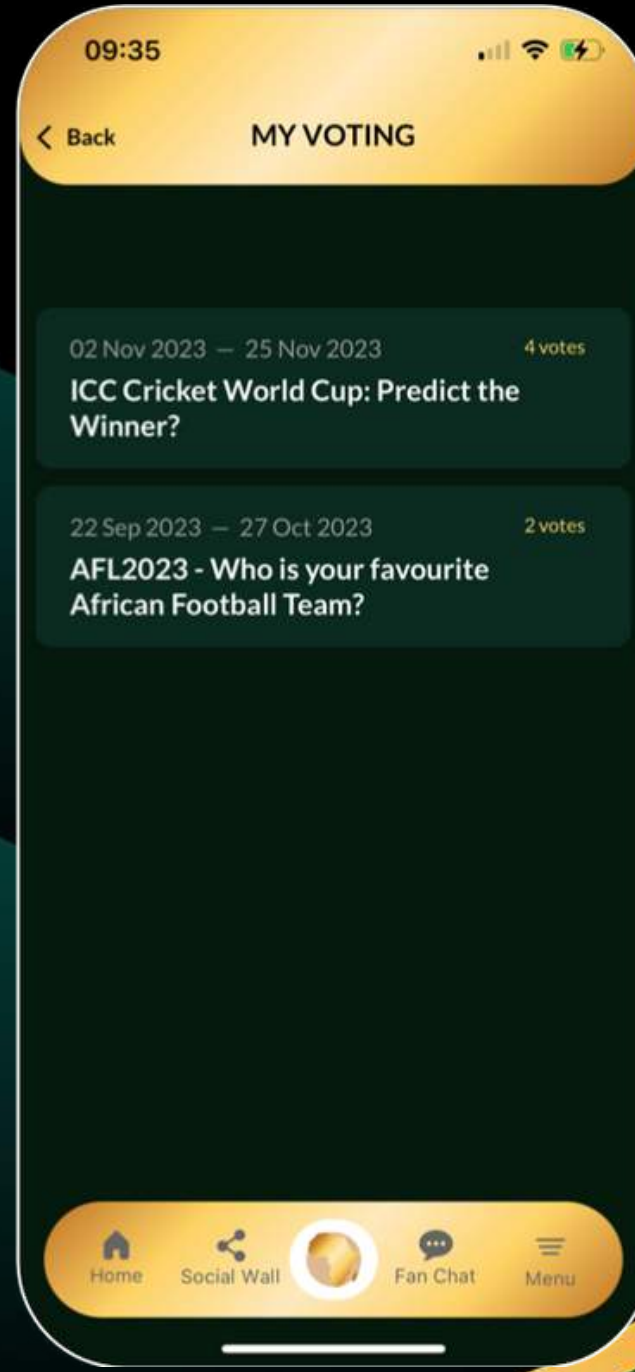 09:35
Back
MY VOTING
02 Nov 2023 — 25 Nov 2023
4 votes
ICC Cricket World Cup: Predict the
Winner?
22 Sep 2023 — 27 Oct 2023
2 votes
AFL2023 - Who is your favourite
African Football Team?
Home
Social Wall
Fan Chat
Menu